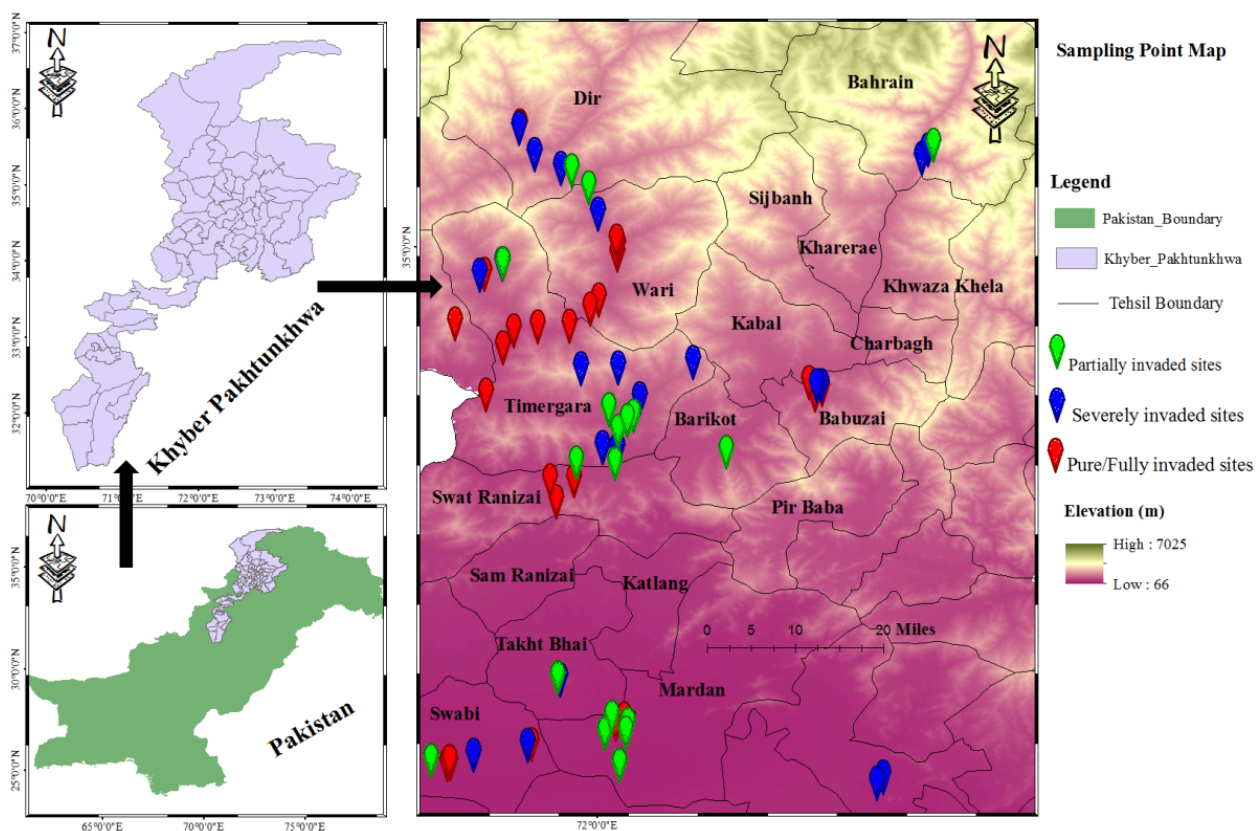 37°0'0"N
36°0'0"N
35°0'0"N
34°0'0"N
33°0'0"N
32°0'0"N
N
Khyber Pakhtunkhwa
70°0'0"E
71°0'0"E
72°0'0"E
73°0'0"E
74°0'0"E
35°0'0"N
30°0'0"N
25°0'0"N
N
Pakistan
65°0'0"E
70°0'0"E
75°0'0"E
35°0'0"N
N
Bahrain
Dir
Sijbanh
Kharerae
Khwaza Khela
Wari
Kabal
Charbagh
Timergara
Barikot
Babuzai
Swat Ranizai
Pir Baba
Sam Ranizai
Katlang
0 5 10 20 Miles
Takht Bhai
Mardan
Swabi
72°0'0"E
Sampling Point Map
Legend
Pakistan_Boundary
Khyber_Pakhtunkhwa
Tehsil Boundary
Partially invaded sites
Severely invaded sites
Pure/Fully invaded sites
Elevation (m)
High : 7025
Low : 66